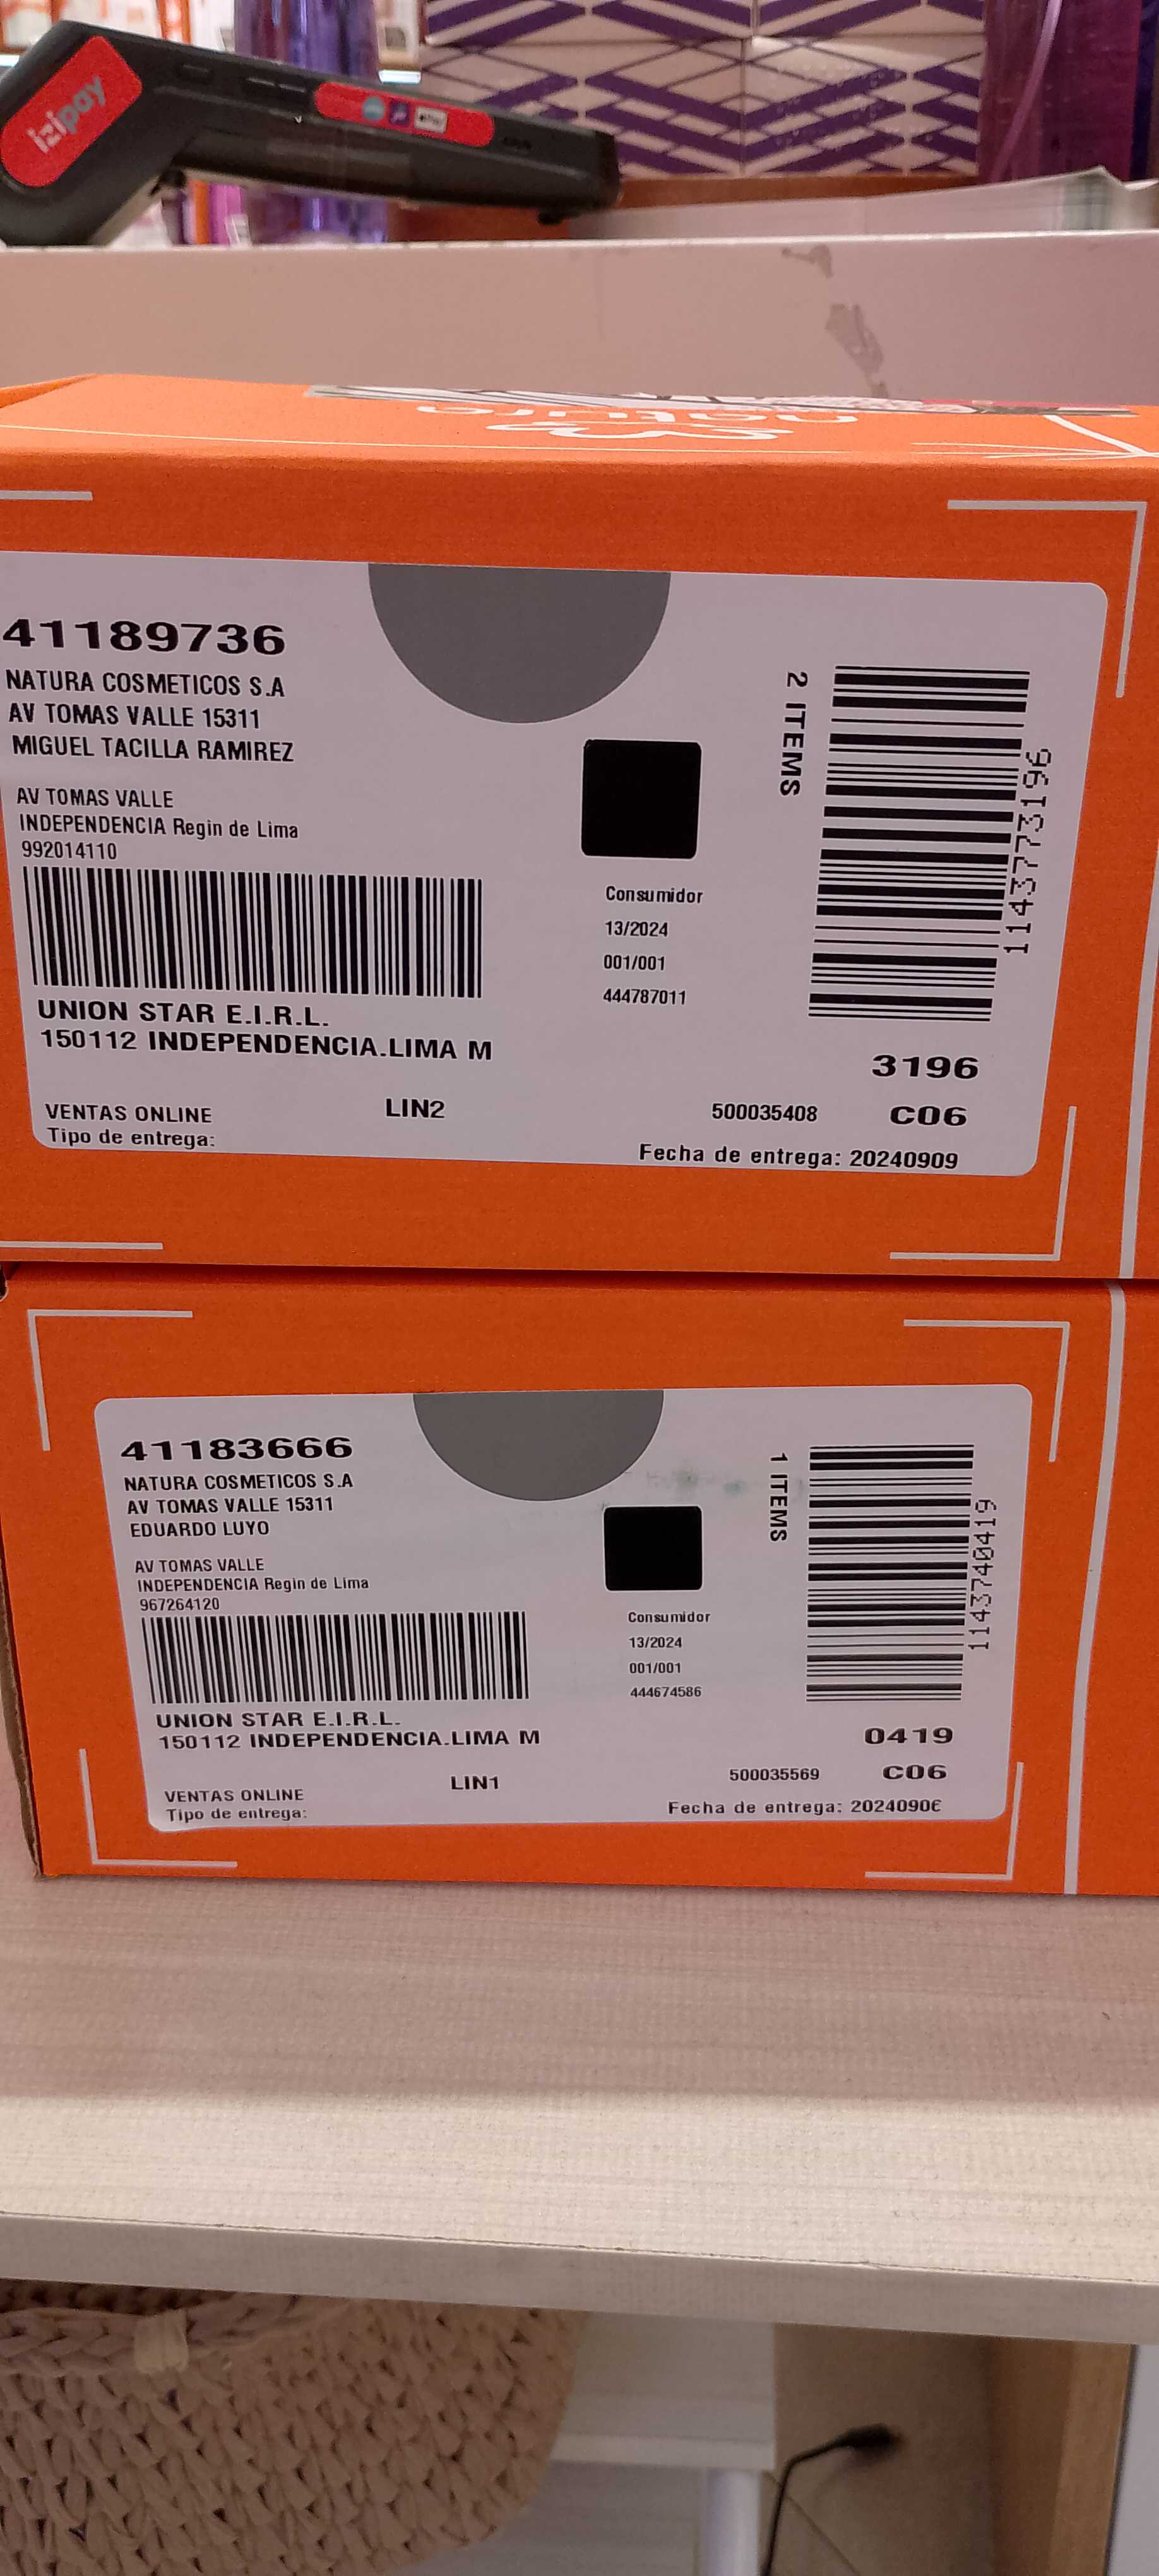 izipay
natura
41189736
NATURA COSMETICOS S.A
AV TOMAS VALLE 15311
MIGUEL TACILLA RAMIREZ
AV TOMAS VALLE
INDEPENDENCIA Regin de Lima
992014110
UNION STAR E.I.R.L.
150112 INDEPENDENCIA.LIMA M
VENTAS ONLINE
LIN2
Tipo de entrega:
Consumidor
13/2024
001/001
444787011
2 ITEMS
11437773196
3196
500035408
C06
Fecha de entrega: 20240909
41183666
NATURA COSMETICOS S.A
AV TOMAS VALLE 15311
EDUARDO LUYO
AV TOMAS VALLE
INDEPENDENCIA Regin de Lima
967264120
UNION STAR E.I.R.L.
150112 INDEPENDENCIA.LIMA M
VENTAS ONLINE
LIN1
Tipo de entrega:
Consumidor
13/2024
001/001
444674586
1 ITEMS
11437740419
0419
500035569
C06
Fecha de entrega: